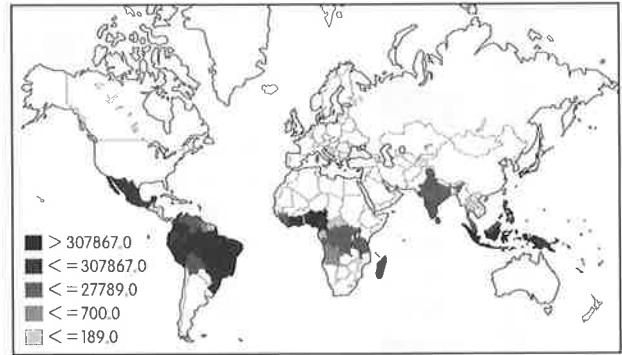 > 307867,0
< = 307867,0
< = 27789,0
< = 700,0
< = 189,0